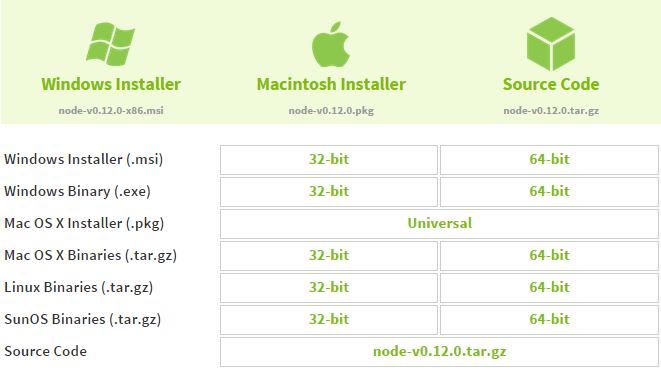 Windows Installer Macintosh Installer Source Code
node-v0.12.0-x86.msi node-v0.12.0.pkg node-v0.12.0.tar.gz
Windows Installer (.msi) 32-bit 64-bit
Windows Binary (.exe) 32-bit 64-bit
Mac OS X Installer (.pkg) Universal
Mac OS X Binaries (.tar.gz) 32-bit 64-bit
Linux Binaries (.tar.gz) 32-bit 64-bit
SunOS Binaries (.tar.gz) 32-bit 64-bit
Source Code node-v0.12.0.tar.gz